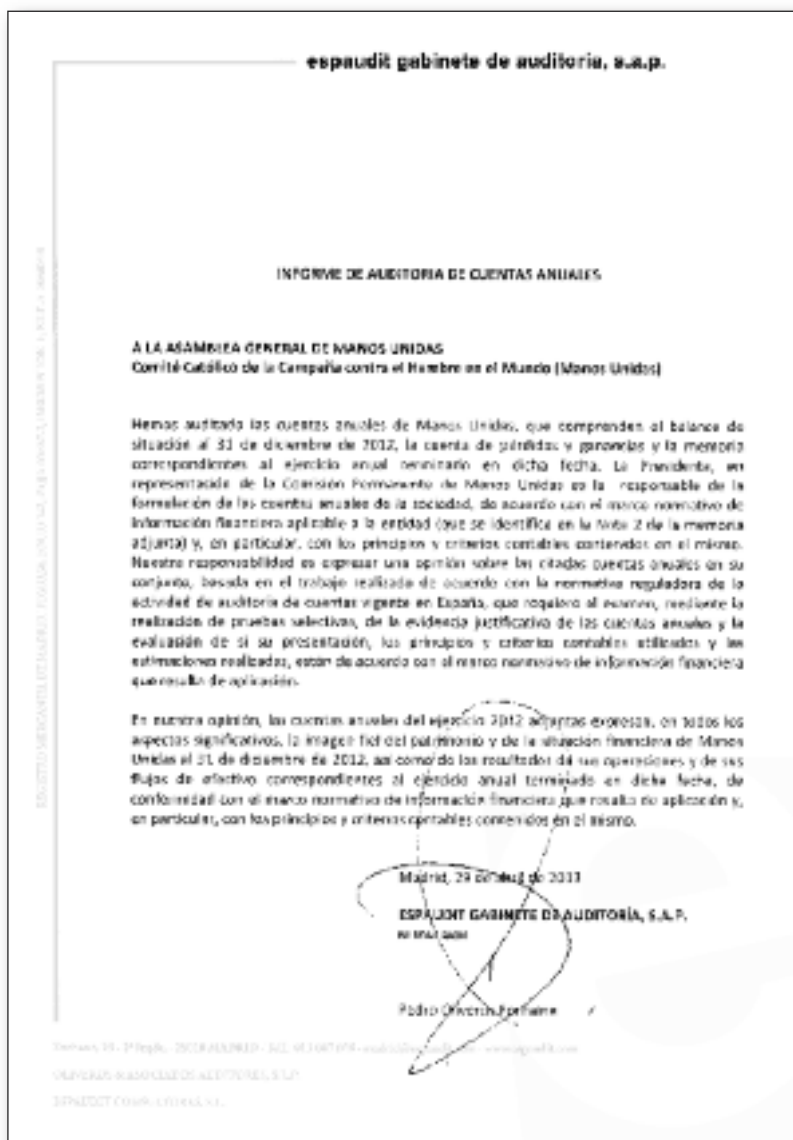 espaudit gabinete de auditoria, s.a.p.
INFORME DE AUDITORIA DE CUENTAS ANUALES
A LA ASAMBLEA GENERAL DE MANOS UNIDAS
Comité Católico de la Campaña contra el Hambre en el Mundo (Manos Unidas)
Hemos auditado las cuentas anuales de Manos Unidas, que comprenden el balance de
situación al 31 de diciembre de 2012, la cuenta de pérdidas y ganancias y la memoria
correspondientes al ejercicio anual terminado en dicha fecha. La Presidente, en
representación de la Comisión Permanente de Manos Unidas es la responsable de la
formulación de las cuentas anuales de la sociedad, de acuerdo con el marco normativo de
información financiera aplicable a la entidad (que se identifica en la Nota 2 de la memoria
adjunta) y, en particular, con los principios y criterios contables contenidos en el mismo.
Nuestra responsabilidad es expresar una opinión sobre las citadas cuentas anuales en su
conjunto, basada en el trabajo realizado de acuerdo con la normativa reguladora de la
actividad de auditoría de cuentas vigente en España, que requiere el examen, mediante la
realización de pruebas selectivas, de la evidencia justificativa de las cuentas anuales y la
evaluación de si su presentación, los principios y criterios contables utilizados y las
estimaciones realizadas, están de acuerdo con el marco normativo de información financiera
que resulta de aplicación.
En nuestra opinión, las cuentas anuales del ejercicio 2012 adjuntas expresan, en todos los
aspectos significativos, la imagen fiel del patrimonio y de la situación financiera de Manos
Unidas al 31 de diciembre de 2012, así como de los resultados de sus operaciones y de sus
flujos de efectivo correspondientes al ejercicio anual terminado en dicha fecha, de
conformidad con el marco normativo de información financiera que resulta de aplicación y,
en particular, con los principios y criterios contables contenidos en el mismo.
Madrid, 29 de abril de 2013
ESPAUDIT GABINETE DE AUDITORÍA, S.A.P.
Pedro